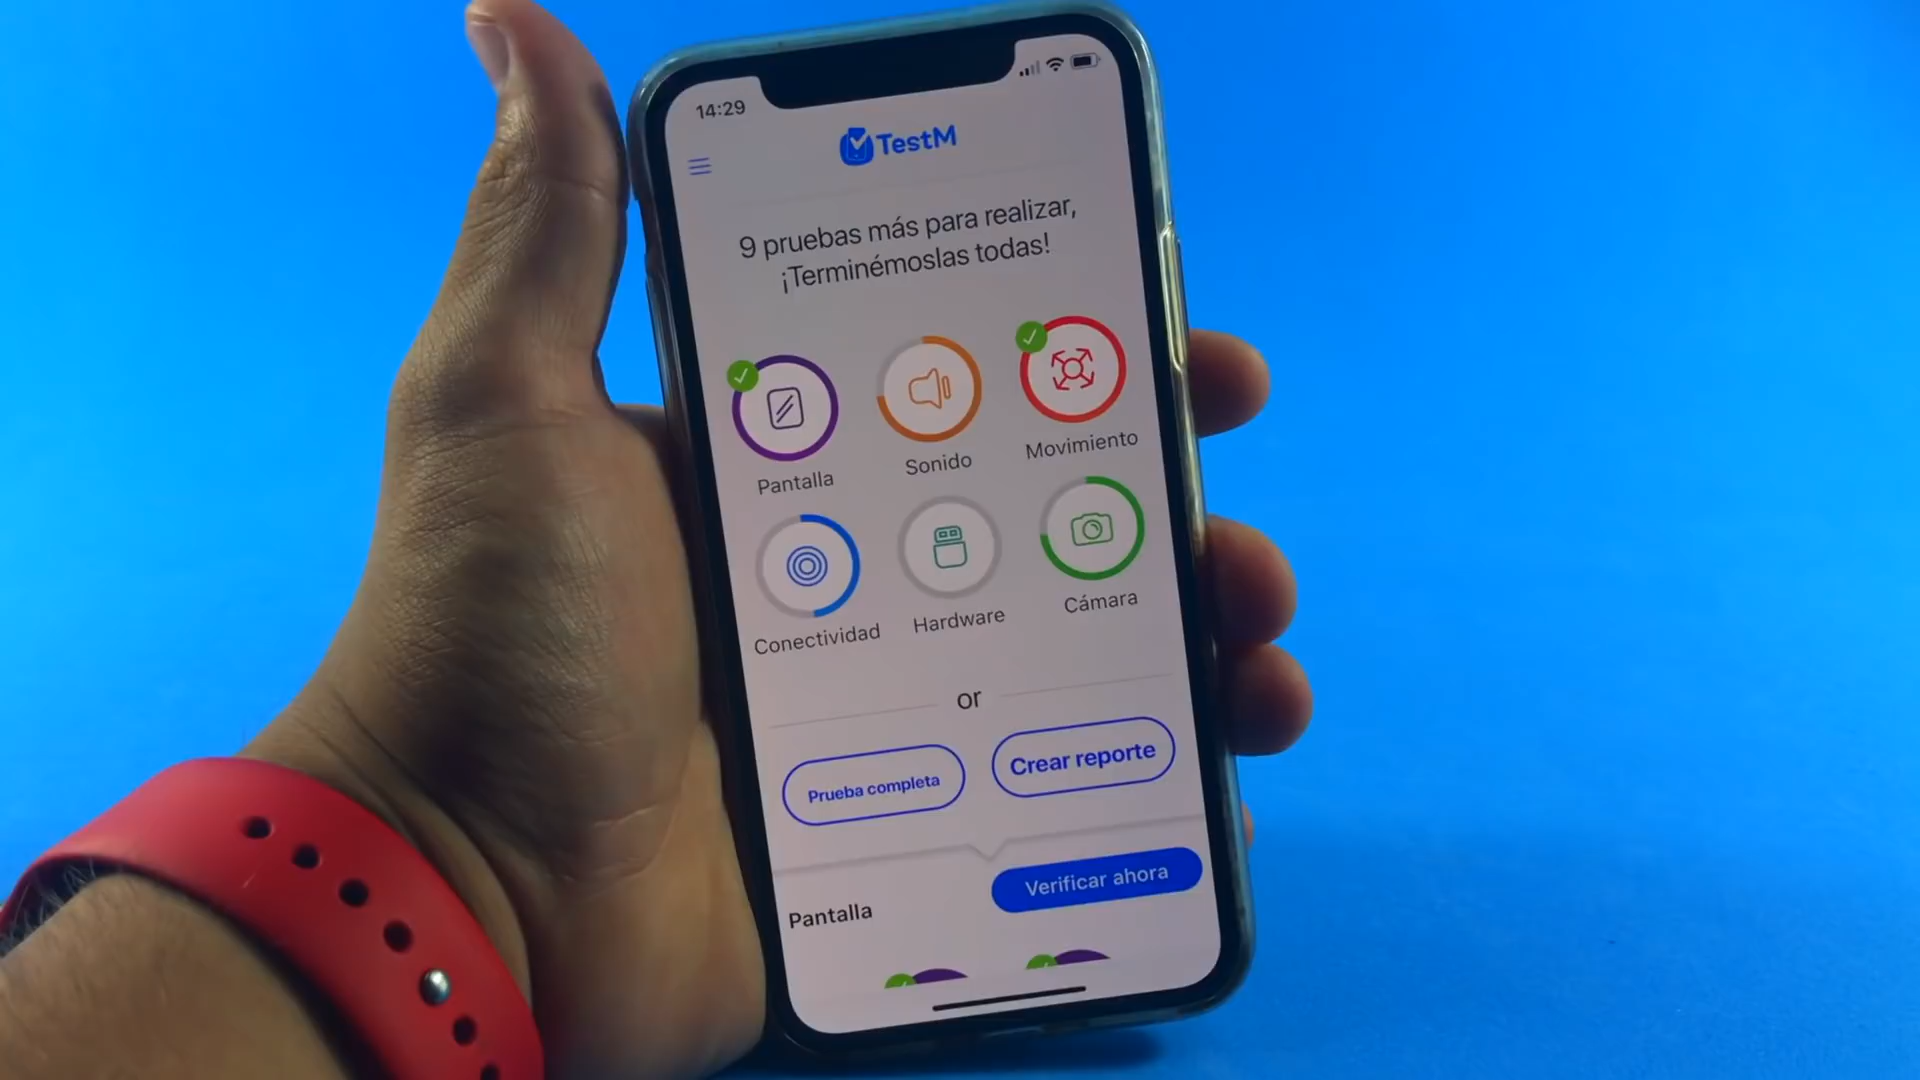 14:29
TestM
9 pruebas más para realizar,
¡Terminémoslas todas!
Pantalla
Sonido
Movimiento
Conectividad
Hardware
Cámara
or
Prueba completa
Crear reporte
Pantalla
Verificar ahora